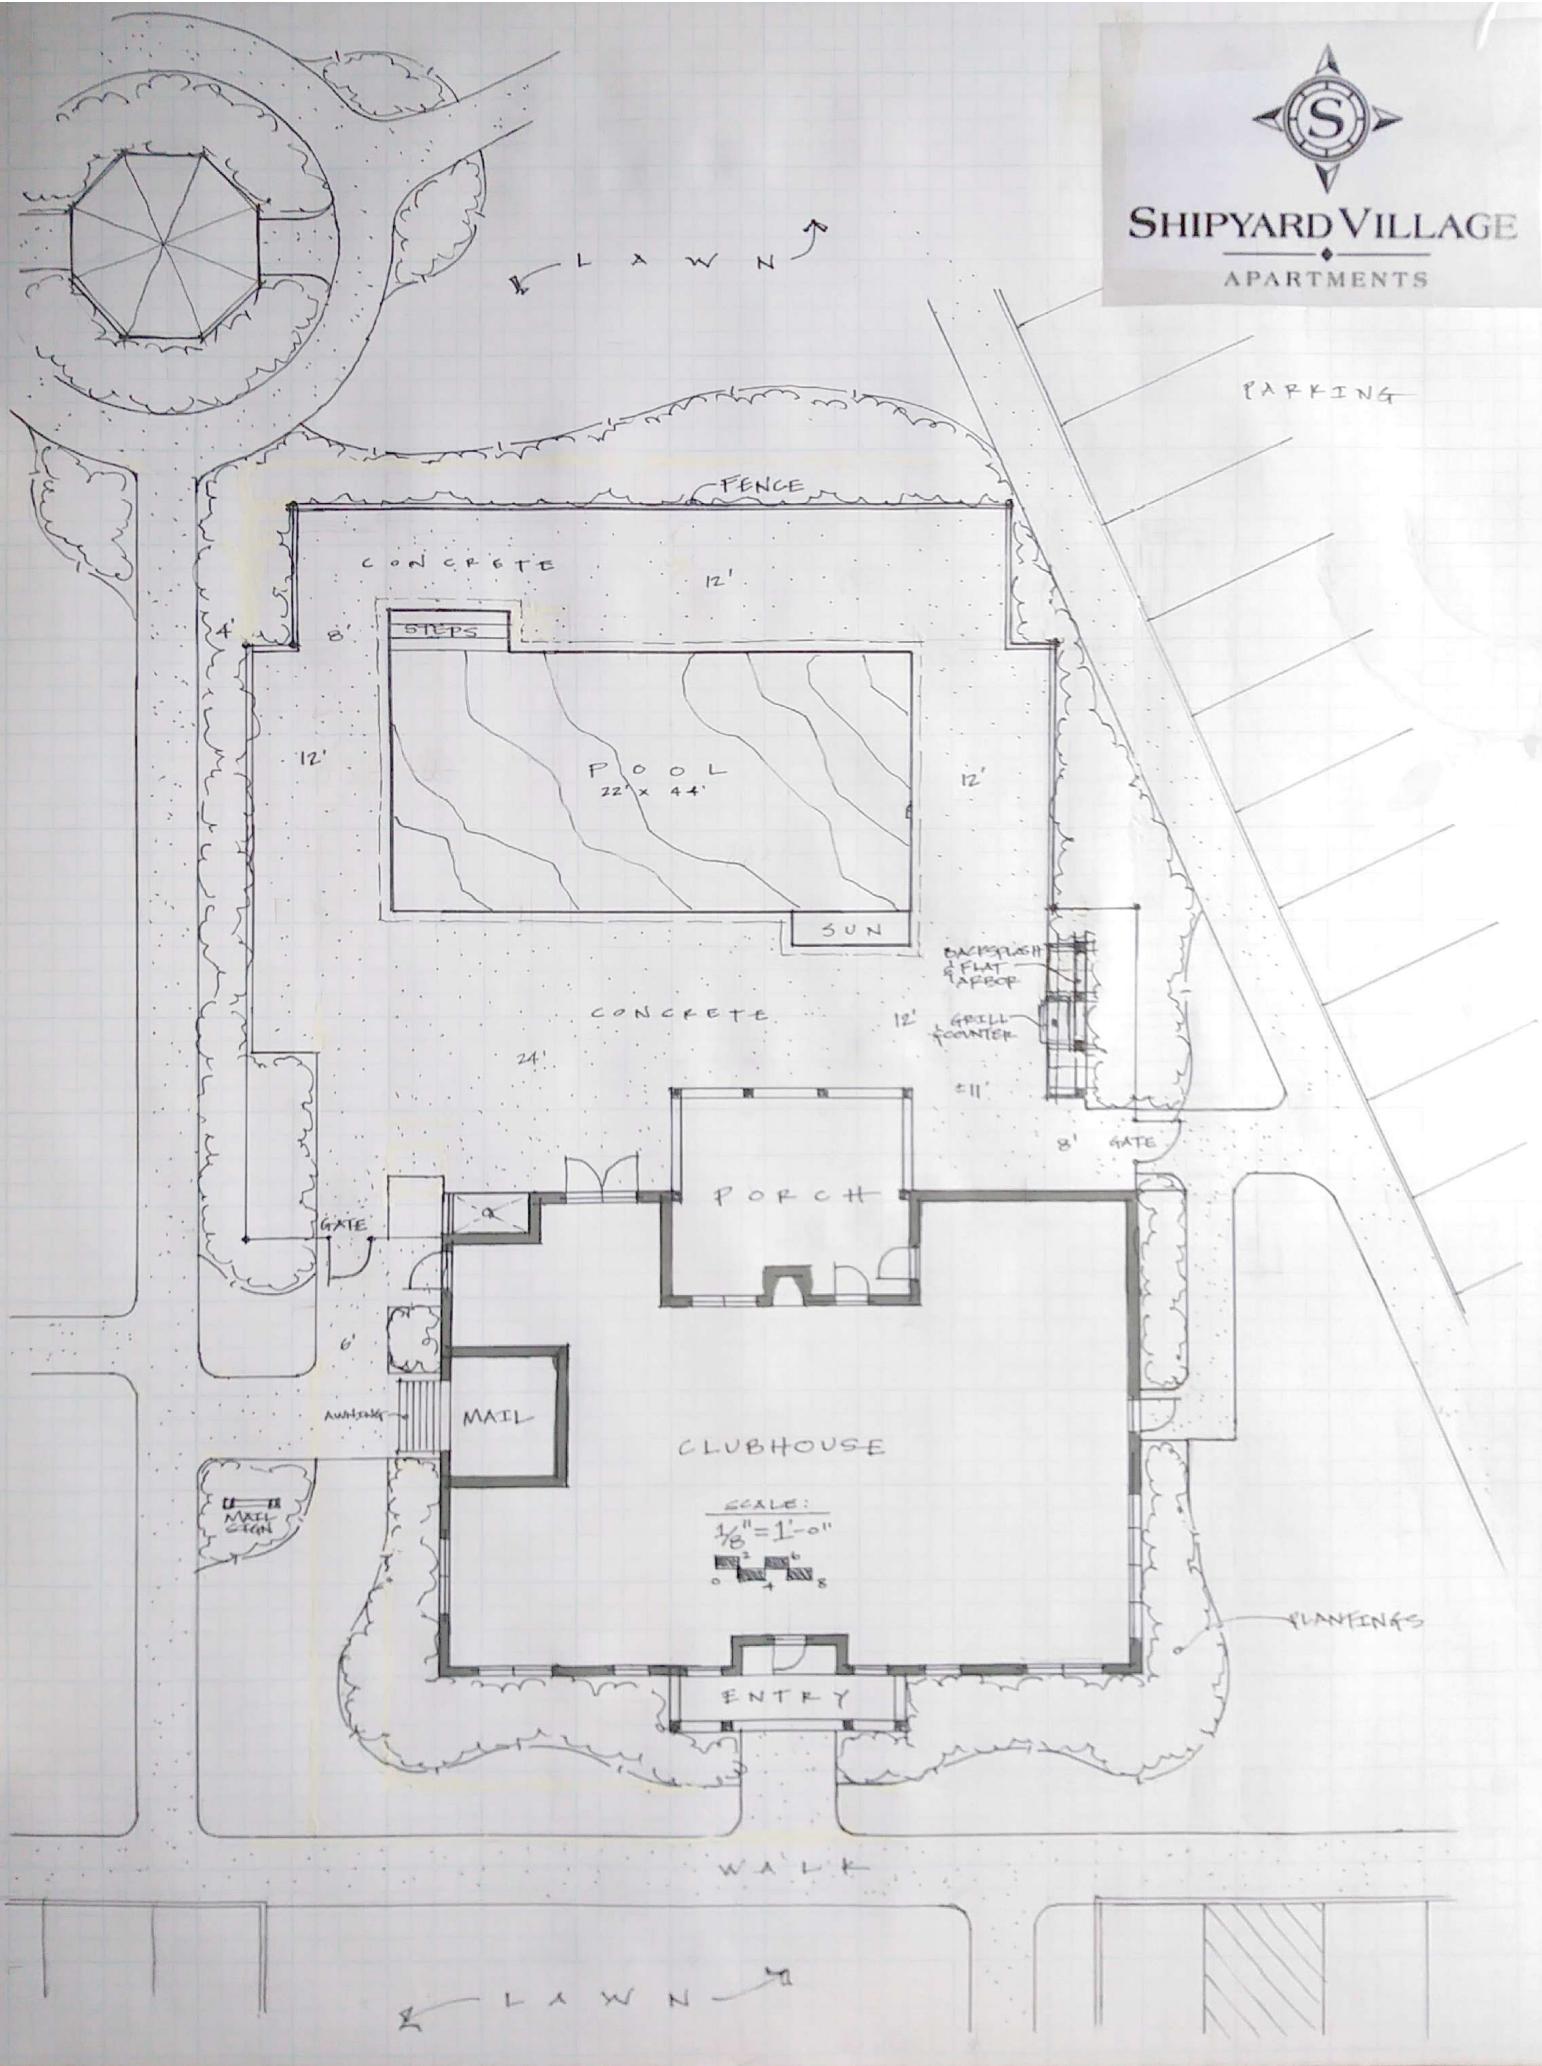 S
SHIPYARD VILLAGE
APARTMENTS
LAWN
PARKING
FENCE
CONCRETE
12'
4'
8'
STEPS
12'
POOL
22' x 44'
12'
SUN
BACKSPLASH
& FLAT
ARBOR
CONCRETE
12'
GRILL
& COUNTER
24'
±11'
8'
GATE
PORCH
GATE
6'
AWNING
MAIL
CLUBHOUSE
MAIL
SIGN
SCALE:
1/8" = 1'-0"
2 6
0 4 8
PLANTINGS
ENTRY
WALK
LAWN